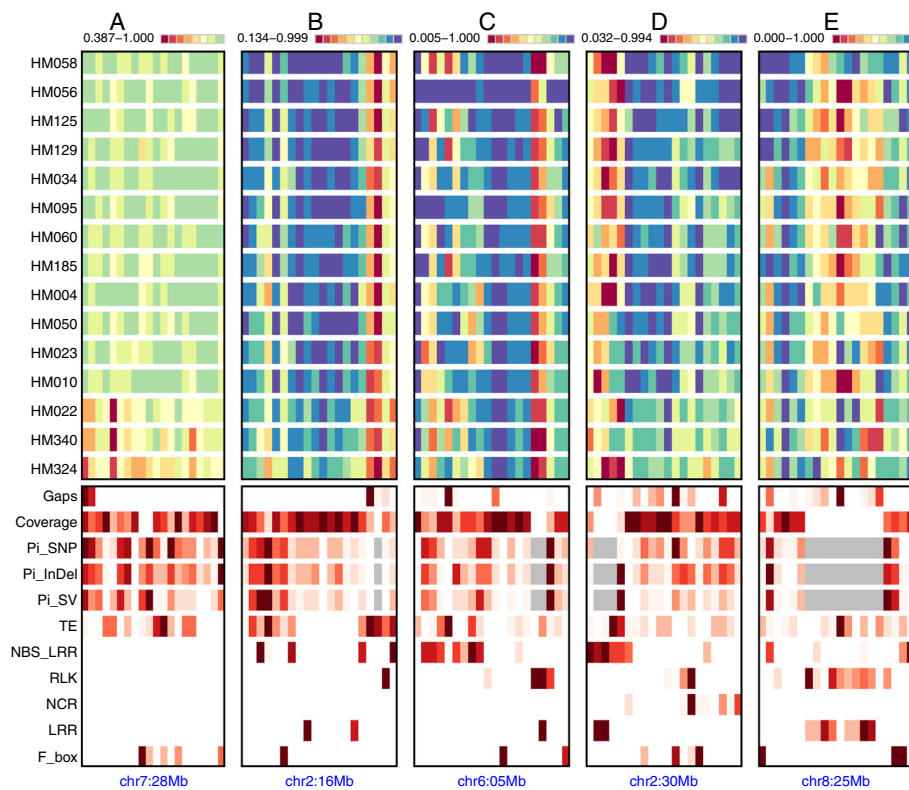 A B C D E
0.387–1.000 0.134–0.999 0.005–1.000 0.032–0.994 0.000–1.000
HM058
HM056
HM125
HM129
HM034
HM095
HM060
HM185
HM004
HM050
HM023
HM010
HM022
HM340
HM324
Gaps
Coverage
Pi_SNP
Pi_InDel
Pi_SV
TE
NBS_LRR
RLK
NCR
LRR
F_box
chr7:28Mb chr2:16Mb chr6:05Mb chr2:30Mb chr8:25Mb